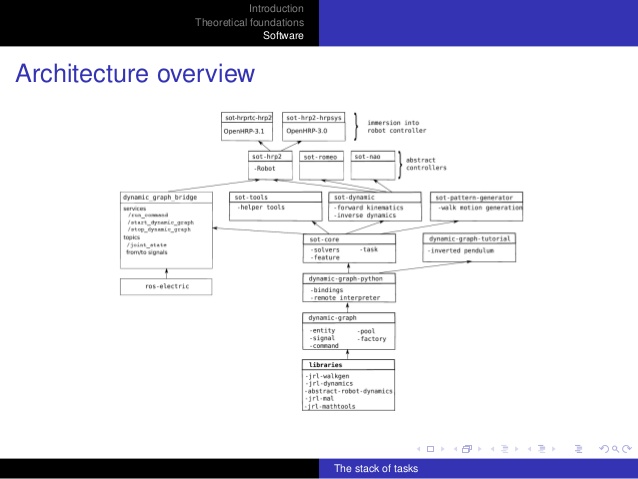 Introduction
Theoretical foundations
Software
Architecture overview
sot-hrprtc-hrp2
OpenHRP-3.1
sot-hrp2-hrpsys
OpenHRP-3.0
immersion into
robot controller
sot-hrp2
-Robot
sot-romeo
sot-nao
abstract
controllers
dynamic_graph_bridge
services
/run_command
/start_dynamic_graph
/stop_dynamic_graph
topics
/joint_state
from/to signals
sot-tools
-helper tools
sot-dynamic
-forward kinematics
-inverse dynamics
sot-pattern-generator
-walk motion generation
sot-core
-solvers -task
-feature
dynamic-graph-tutorial
-inverted pendulum
ros-electric
dynamic-graph-python
-bindings
-remote interpreter
dynamic-graph
-entity -pool
-signal -factory
-command
libraries
-jrl-walkgen
-jrl-dynamics
-abstract-robot-dynamics
-jrl-mal
-jrl-mathtools
The stack of tasks